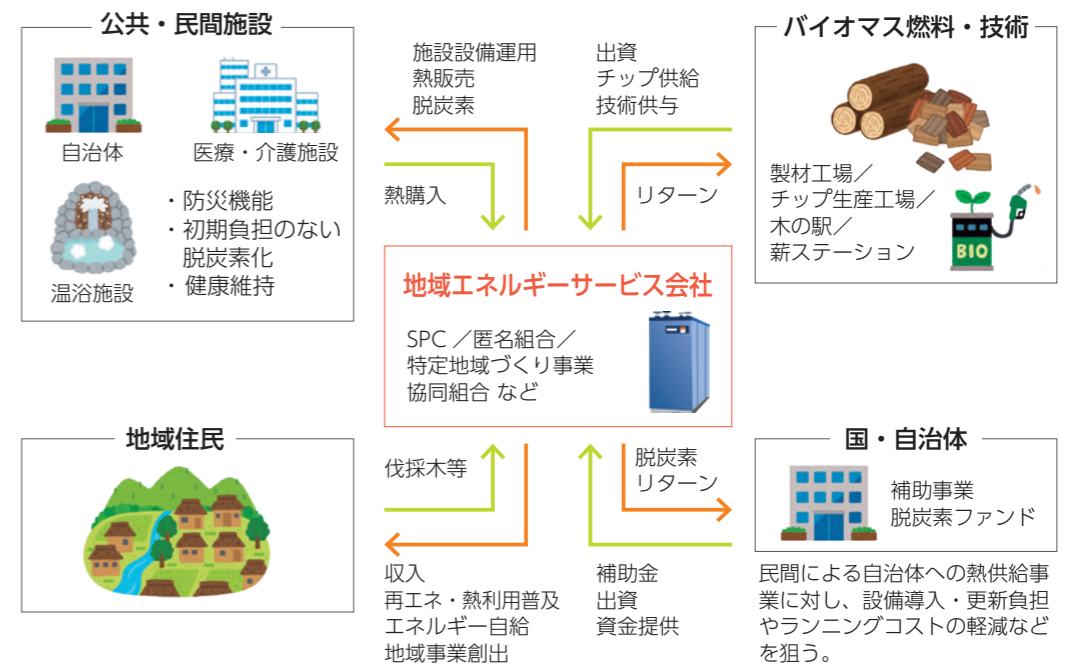 公共・民間施設
自治体
医療・介護施設
温浴施設
・防災機能
・初期負担のない
脱炭素化
・健康維持
施設設備運用
熱販売
脱炭素
熱購入
出資
チップ供給
技術供与
リターン
バイオマス燃料・技術
製材工場／
チップ生産工場／
木の駅／
薪ステーション
BIO
地域エネルギーサービス会社
SPC ／匿名組合／
特定地域づくり事業
協同組合 など
地域住民
伐採木等
収入
再エネ・熱利用普及
エネルギー自給
地域事業創出
脱炭素
リターン
補助金
出資
資金提供
国・自治体
補助事業
脱炭素ファンド
民間による自治体への熱供給事
業に対し、設備導入・更新負担
やランニングコストの軽減など
を狙う。